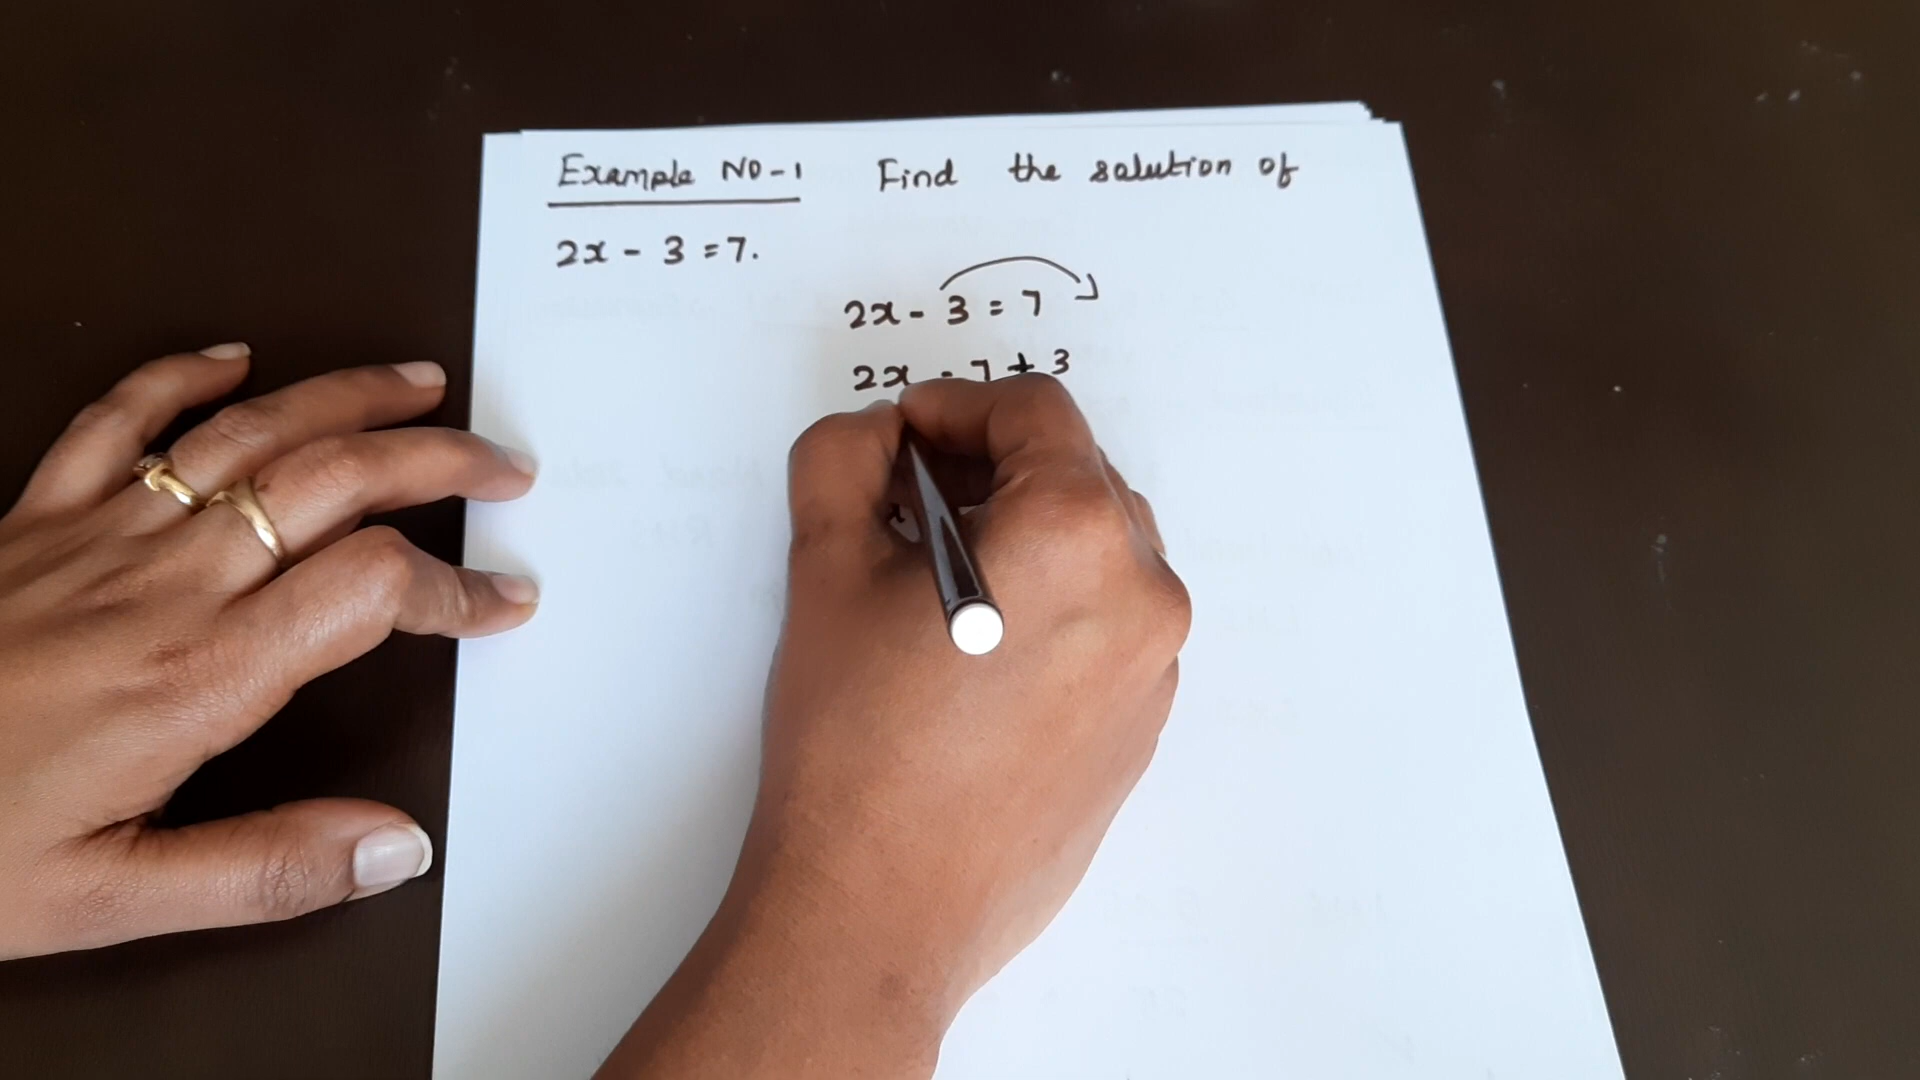 Example NO-1 Find the solution of
2x - 3 = 7.
2x - 3 = 7
2x = 7 + 3